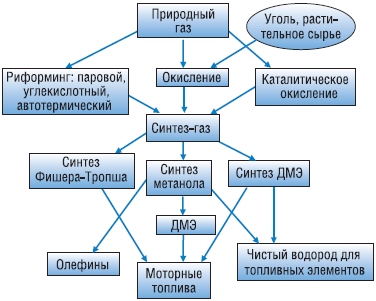 Природный
газ
Уголь, расти-
тельное сырье
Риформинг: паровой,
углекислотный,
автотермический
Окисление
Каталитическое
окисление
Синтез-газ
Синтез
Фишера-Тропша
Синтез
метанола
Синтез ДМЭ
ДМЭ
Олефины
Моторные
топлива
Чистый водород для
топливных элементов